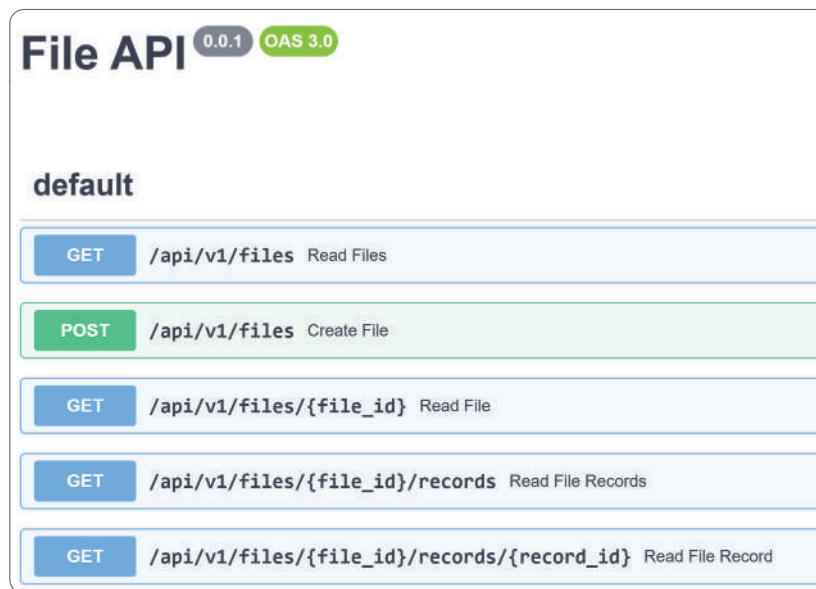 File API 0.0.1 OAS 3.0
default
GET /api/v1/files Read Files
POST /api/v1/files Create File
GET /api/v1/files/{file_id} Read File
GET /api/v1/files/{file_id}/records Read File Records
GET /api/v1/files/{file_id}/records/{record_id} Read File Record